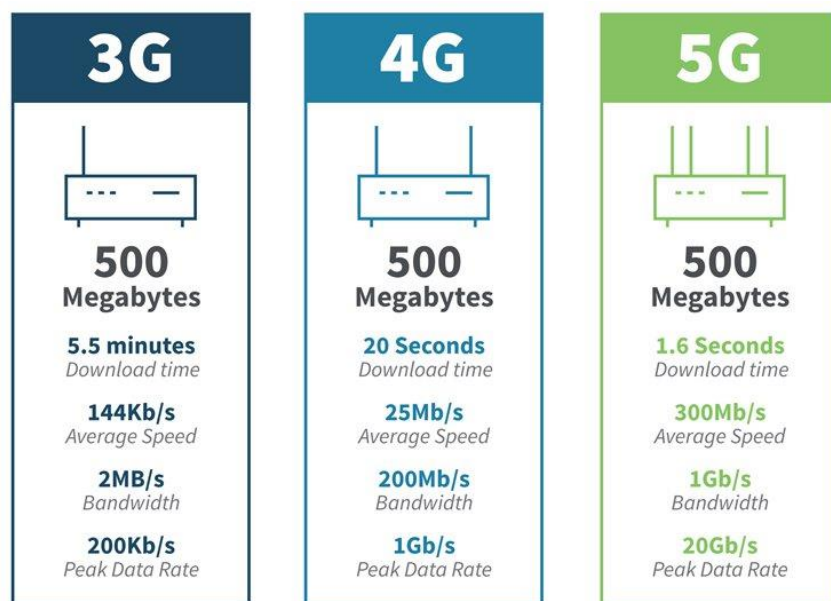 3G
500
Megabytes
5.5 minutes
Download time
144Kb/s
Average Speed
2MB/s
Bandwidth
200Kb/s
Peak Data Rate
4G
500
Megabytes
20 Seconds
Download time
25Mb/s
Average Speed
200Mb/s
Bandwidth
1Gb/s
Peak Data Rate
5G
500
Megabytes
1.6 Seconds
Download time
300Mb/s
Average Speed
1Gb/s
Bandwidth
20Gb/s
Peak Data Rate